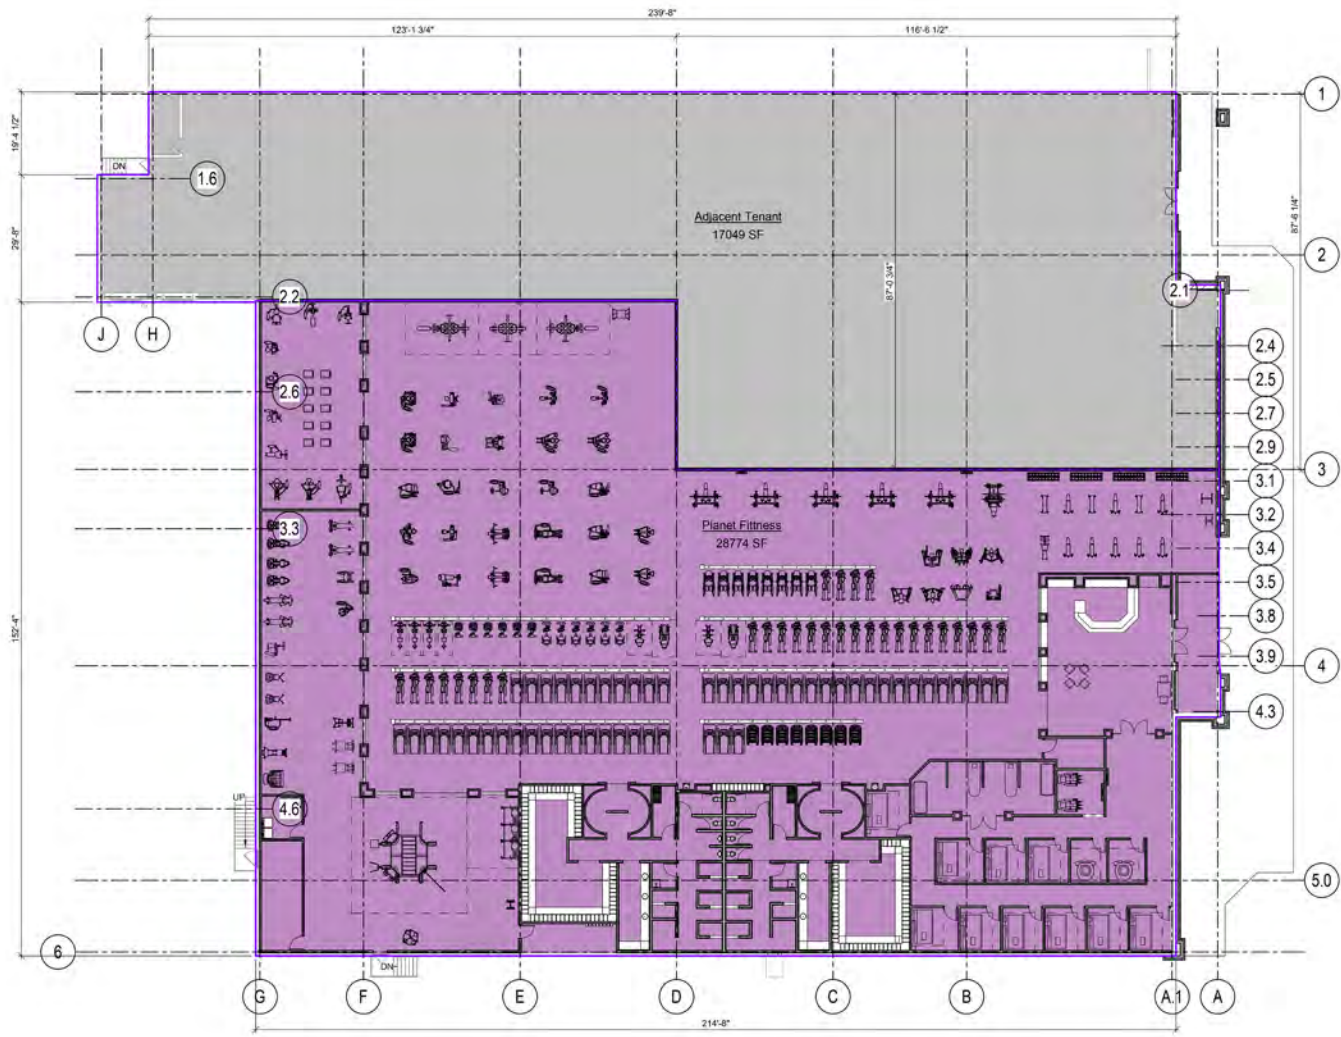 239'-8"
123'-1 3/4"
116'-6 1/2"
1
19'-4 1/2"
DN
1.6
Adjacent Tenant
17049 SF
87'-6 1/4"
29'-8"
2
87'-0 3/4"
2.2
2.1
J
H
2.4
2.5
2.6
2.7
2.9
3
3.1
3.2
3.3
Planet Fittness
28774 SF
3.4
3.5
3.8
152'-4"
3.9
4
4.3
UP
4.6
5.0
6
DN
G
F
E
D
C
B
A.1
A
214'-8"